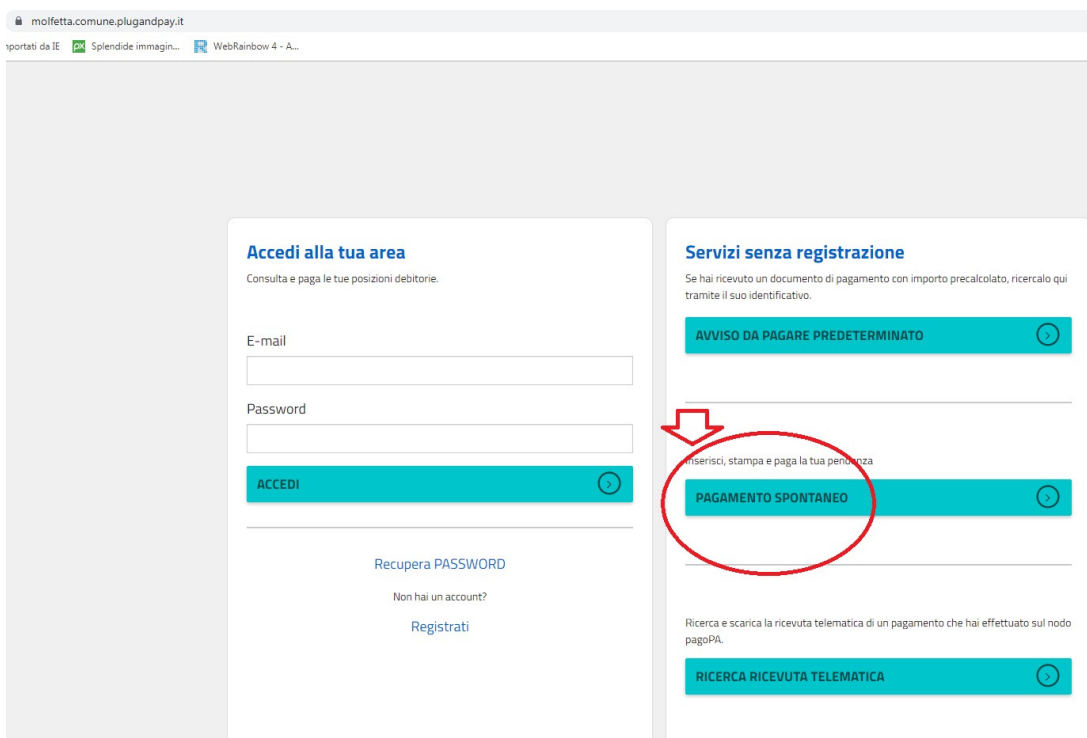 molfetta.comune.plugandpay.it
nportati da IE px Splendide immagin... WebRainbow 4 - A...
Accedi alla tua area
Consulta e paga le tue posizioni debitorie.
E-mail
Password
ACCEDI
Recupera PASSWORD
Non hai un account?
Registrati
Servizi senza registrazione
Se hai ricevuto un documento di pagamento con importo precalcolato, ricercalo qui
tramite il suo identificativo.
AVVISO DA PAGARE PREDETERMINATO
Inserisci, stampa e paga la tua pendenza
PAGAMENTO SPONTANEO
Ricerca e scarica la ricevuta telematica di un pagamento che hai effettuato sul nodo
pagoPA.
RICERCA RICEVUTA TELEMATICA